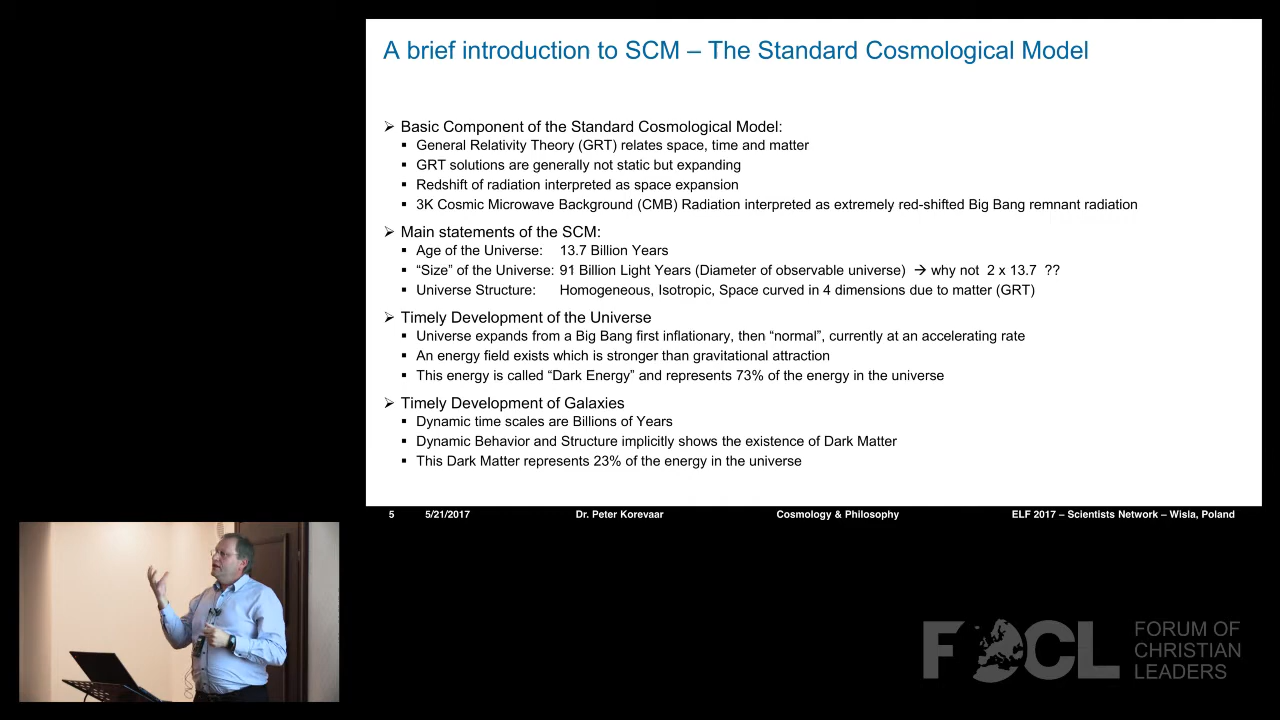 A brief introduction to SCM – The Standard Cosmological Model
➢ Basic Component of the Standard Cosmological Model:
▪ General Relativity Theory (GRT) relates space, time and matter
▪ GRT solutions are generally not static but expanding
▪ Redshift of radiation interpreted as space expansion
▪ 3K Cosmic Microwave Background (CMB) Radiation interpreted as extremely red-shifted Big Bang remnant radiation
➢ Main statements of the SCM:
▪ Age of the Universe: 13.7 Billion Years
▪ “Size” of the Universe: 91 Billion Light Years (Diameter of observable universe) → why not 2 x 13.7 ??
▪ Universe Structure: Homogeneous, Isotropic, Space curved in 4 dimensions due to matter (GRT)
➢ Timely Development of the Universe
▪ Universe expands from a Big Bang first inflationary, then “normal”, currently at an accelerating rate
▪ An energy field exists which is stronger than gravitational attraction
▪ This energy is called “Dark Energy” and represents 73% of the energy in the universe
➢ Timely Development of Galaxies
▪ Dynamic time scales are Billions of Years
▪ Dynamic Behavior and Structure implicitly shows the existence of Dark Matter
▪ This Dark Matter represents 23% of the energy in the universe
5 5/21/2017 Dr. Peter Korevaar Cosmology & Philosophy ELF 2017 – Scientists Network – Wisla, Poland
FOCL
FORUM OF
CHRISTIAN
LEADERS